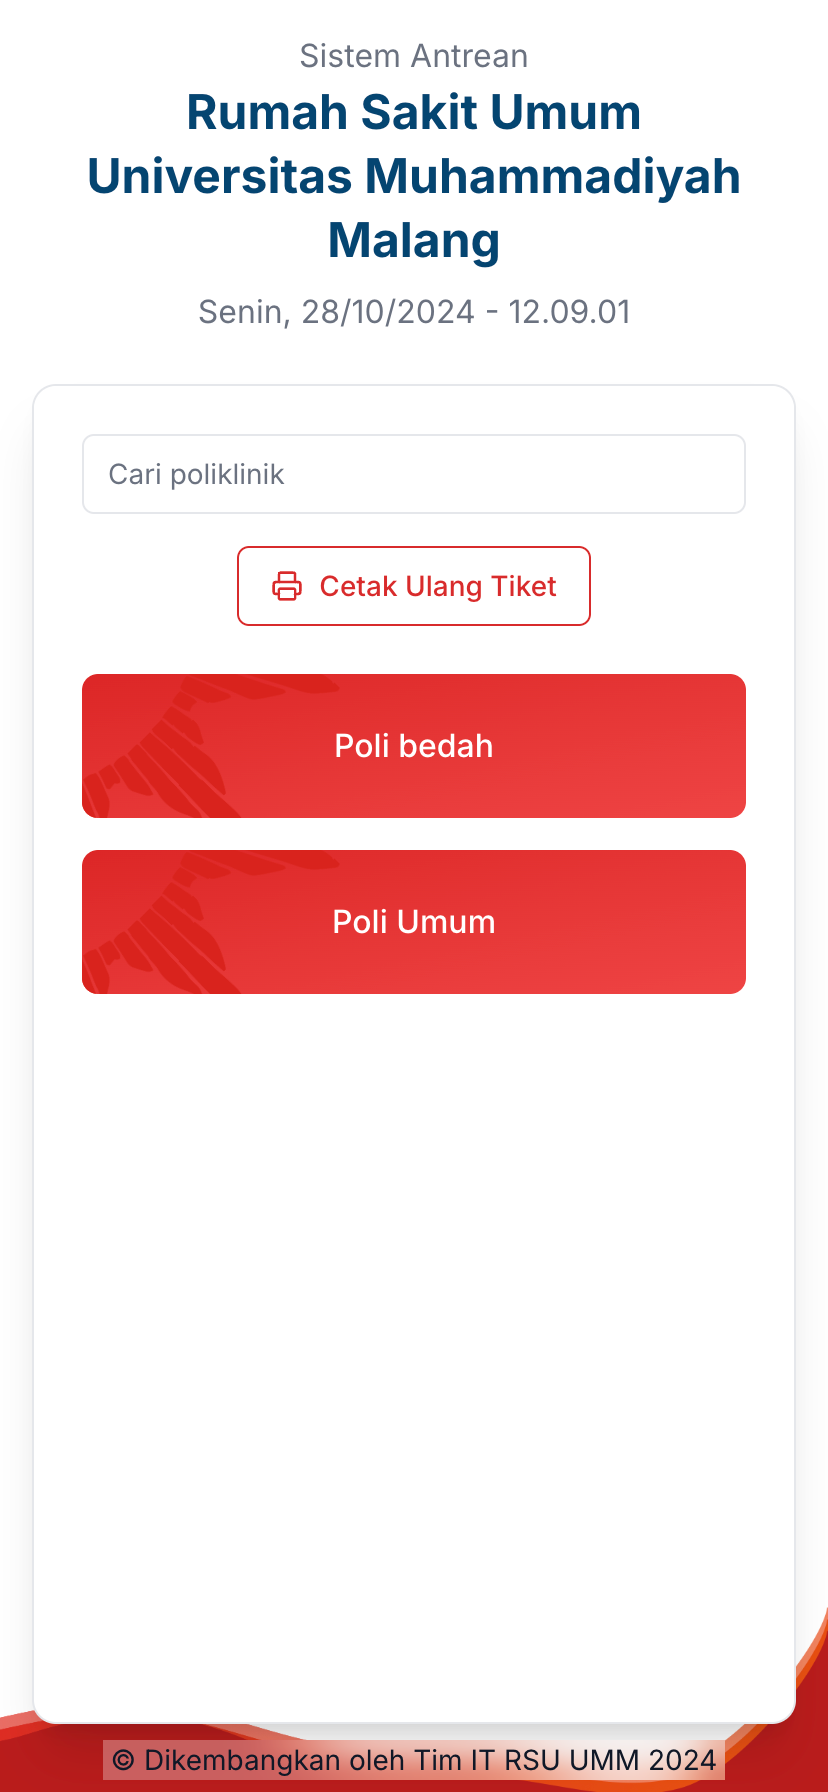 Sistem Antrean
Rumah Sakit Umum
Universitas Muhammadiyah
Malang
Senin, 28/10/2024 - 12.09.01
Cari poliklinik
Cetak Ulang Tiket
Poli bedah
Poli Umum
© Dikembangkan oleh Tim IT RSU UMM 2024